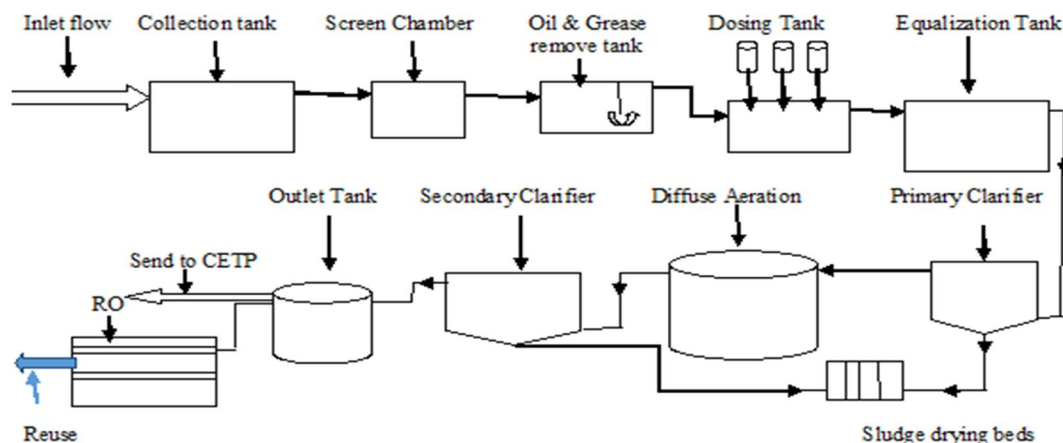 Inlet flow
Collection tank
Screen Chamber
Oil & Grease
remove tank
Dosing Tank
Equalization Tank
Outlet Tank
Secondary Clarifier
Diffuse Aeration
Primary Clarifier
Send to CETP
RO
Reuse
Sludge drying beds